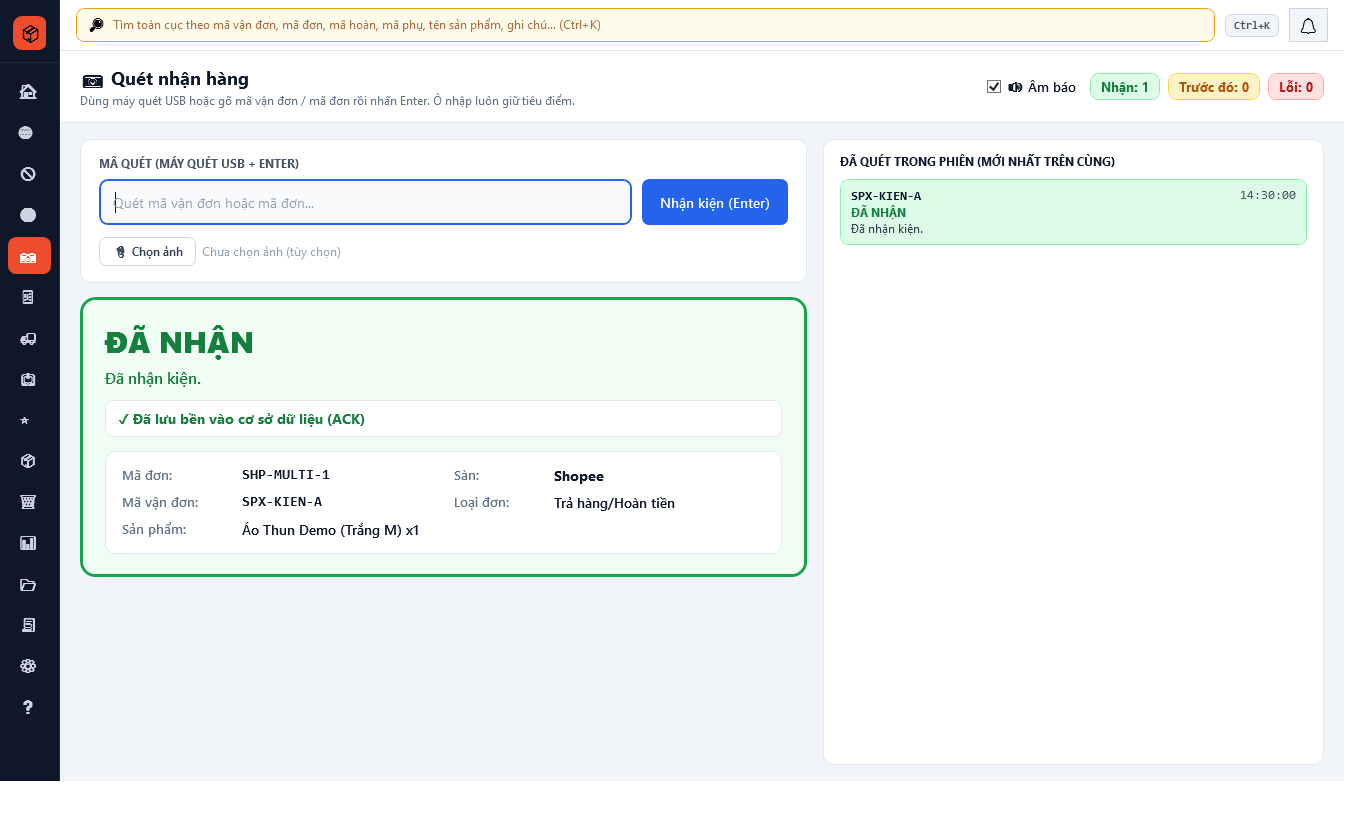 Tìm toàn cục theo mã vận đơn, mã đơn, mã hoàn, mã phụ, tên sản phẩm, ghi chú... (Ctrl+K)
Ctrl+K
Quét nhận hàng
Dùng máy quét USB hoặc gõ mã vận đơn / mã đơn rồi nhấn Enter. Ô nhập luôn giữ tiêu điểm.
Âm báo
Nhận: 1
Trước đó: 0
Lỗi: 0
MÃ QUÉT (MÁY QUÉT USB + ENTER)
Quét mã vận đơn hoặc mã đơn...
Nhận kiện (Enter)
Chọn ảnh
Chưa chọn ảnh (tùy chọn)
ĐÃ NHẬN
Đã nhận kiện.
✓ Đã lưu bền vào cơ sở dữ liệu (ACK)
Mã đơn: SHP-MULTI-1 Sàn: Shopee
Mã vận đơn: SPX-KIEN-A Loại đơn: Trả hàng/Hoàn tiền
Sản phẩm: Áo Thun Demo (Trắng M) x1
ĐÃ QUÉT TRONG PHIÊN (MỚI NHẤT TRÊN CÙNG)
SPX-KIEN-A 14:30:00
ĐÃ NHẬN
Đã nhận kiện.